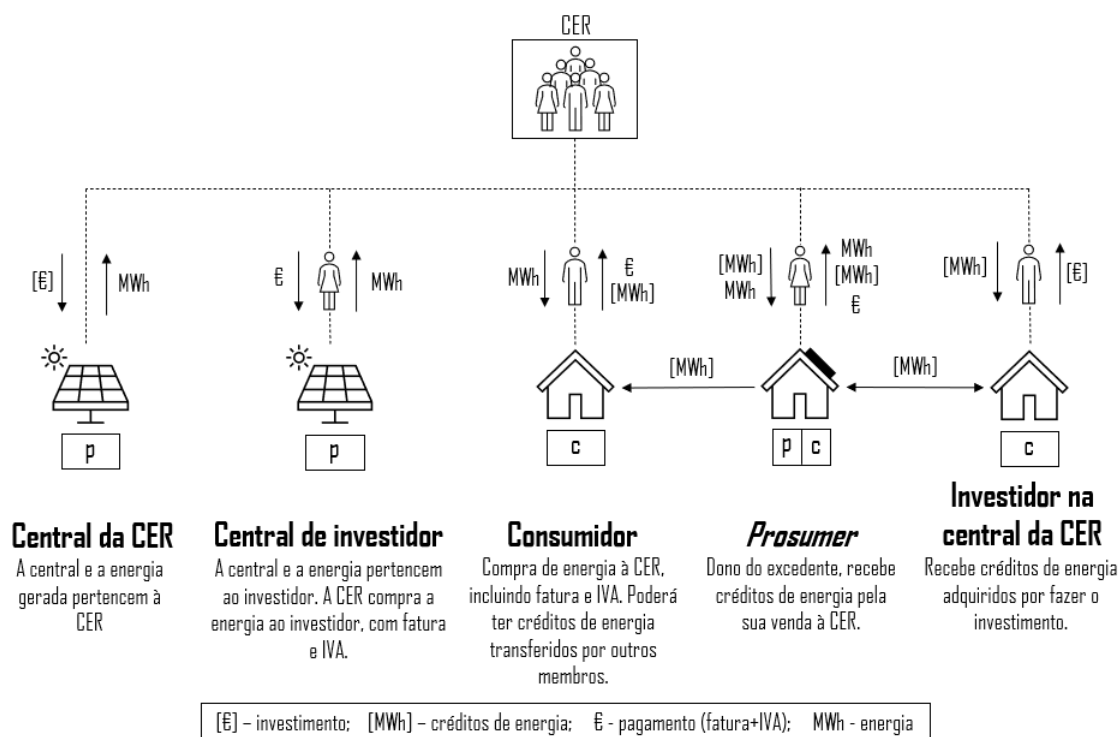 CER
[€]
MWh
€
MWh
MWh
€
[MWh]
[MWh]
MWh
MWh
[MWh]
€
[MWh]
[€]
[MWh]
[MWh]
p
p
c
p c
c
Central da CER
A central e a energia
gerada pertencem à
CER
Central de investidor
A central e a energia pertencem
ao investidor. A CER compra a
energia ao investidor, com fatura
e IVA.
Consumidor
Compra de energia à CER,
incluindo fatura e IVA. Poderá
ter créditos de energia
transferidos por outros
membros.
Prosumer
Dono do excedente, recebe
créditos de energia pela
sua venda à CER.
Investidor na
central da CER
Recebe créditos de energia
adquiridos por fazer o
investimento.
[€] – investimento; [MWh] – créditos de energia; € - pagamento (fatura+IVA); MWh - energia